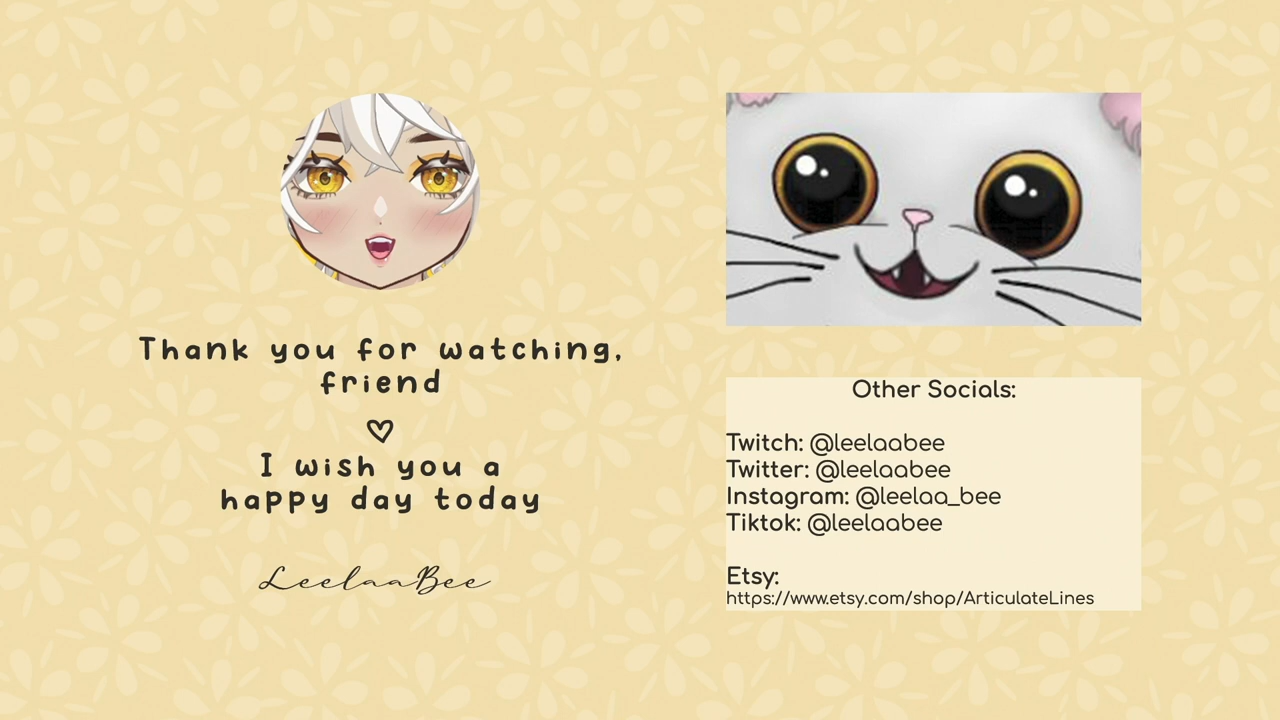 Thank you for watching,
friend
I wish you a
happy day today
LeelaaBee
Other Socials:
Twitch: @leelaabee
Twitter: @leelaabee
Instagram: @leelaa_bee
Tiktok: @leelaabee
Etsy:
https://www.etsy.com/shop/ArticulateLines